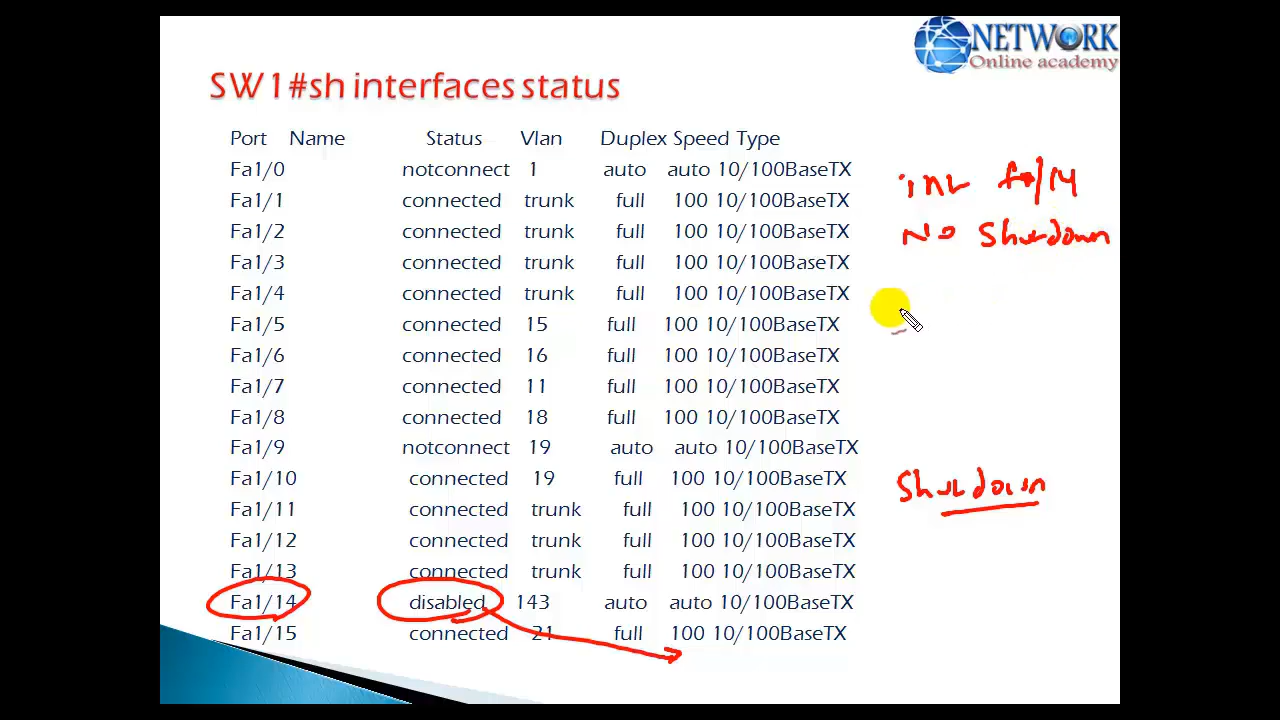 NETWORK
Online academy
SW1#sh interfaces status
Port Name Status Vlan Duplex Speed Type
Fa1/0 notconnect 1 auto auto 10/100BaseTX
Fa1/1 connected trunk full 100 10/100BaseTX
Fa1/2 connected trunk full 100 10/100BaseTX
Fa1/3 connected trunk full 100 10/100BaseTX
Fa1/4 connected trunk full 100 10/100BaseTX
Fa1/5 connected 15 full 100 10/100BaseTX
Fa1/6 connected 16 full 100 10/100BaseTX
Fa1/7 connected 11 full 100 10/100BaseTX
Fa1/8 connected 18 full 100 10/100BaseTX
Fa1/9 notconnect 19 auto auto 10/100BaseTX
Fa1/10 connected 19 full 100 10/100BaseTX
Fa1/11 connected trunk full 100 10/100BaseTX
Fa1/12 connected trunk full 100 10/100BaseTX
Fa1/13 connected trunk full 100 10/100BaseTX
Fa1/14 disabled 143 auto auto 10/100BaseTX
Fa1/15 connected 21 full 100 10/100BaseTX
int
No Shutdown
Shutdown